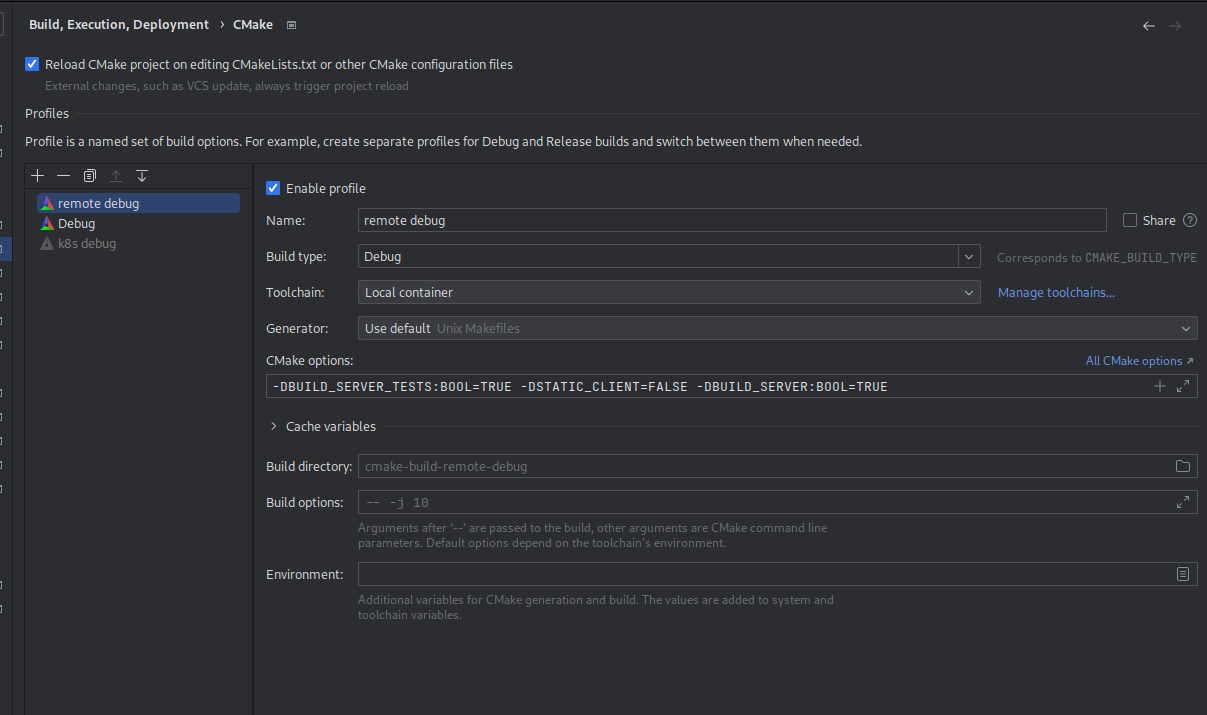 Build, Execution, Deployment › CMake
Reload CMake project on editing CMakeLists.txt or other CMake configuration files
External changes, such as VCS update, always trigger project reload
Profiles
Profile is a named set of build options. For example, create separate profiles for Debug and Release builds and switch between them when needed.
remote debug
Debug
k8s debug
Enable profile
Name: remote debug Share ?
Build type: Debug Corresponds to CMAKE_BUILD_TYPE
Toolchain: Local container Manage toolchains...
Generator: Use default Unix Makefiles
CMake options: All CMake options ↗
-DBUILD_SERVER_TESTS:BOOL=TRUE -DSTATIC_CLIENT=FALSE -DBUILD_SERVER:BOOL=TRUE
Cache variables
Build directory: cmake-build-remote-debug
Build options: -- -j 10
Arguments after ‘--’ are passed to the build, other arguments are CMake command line
parameters. Default options depend on the toolchain’s environment.
Environment:
Additional variables for CMake generation and build. The values are added to system and
toolchain variables.